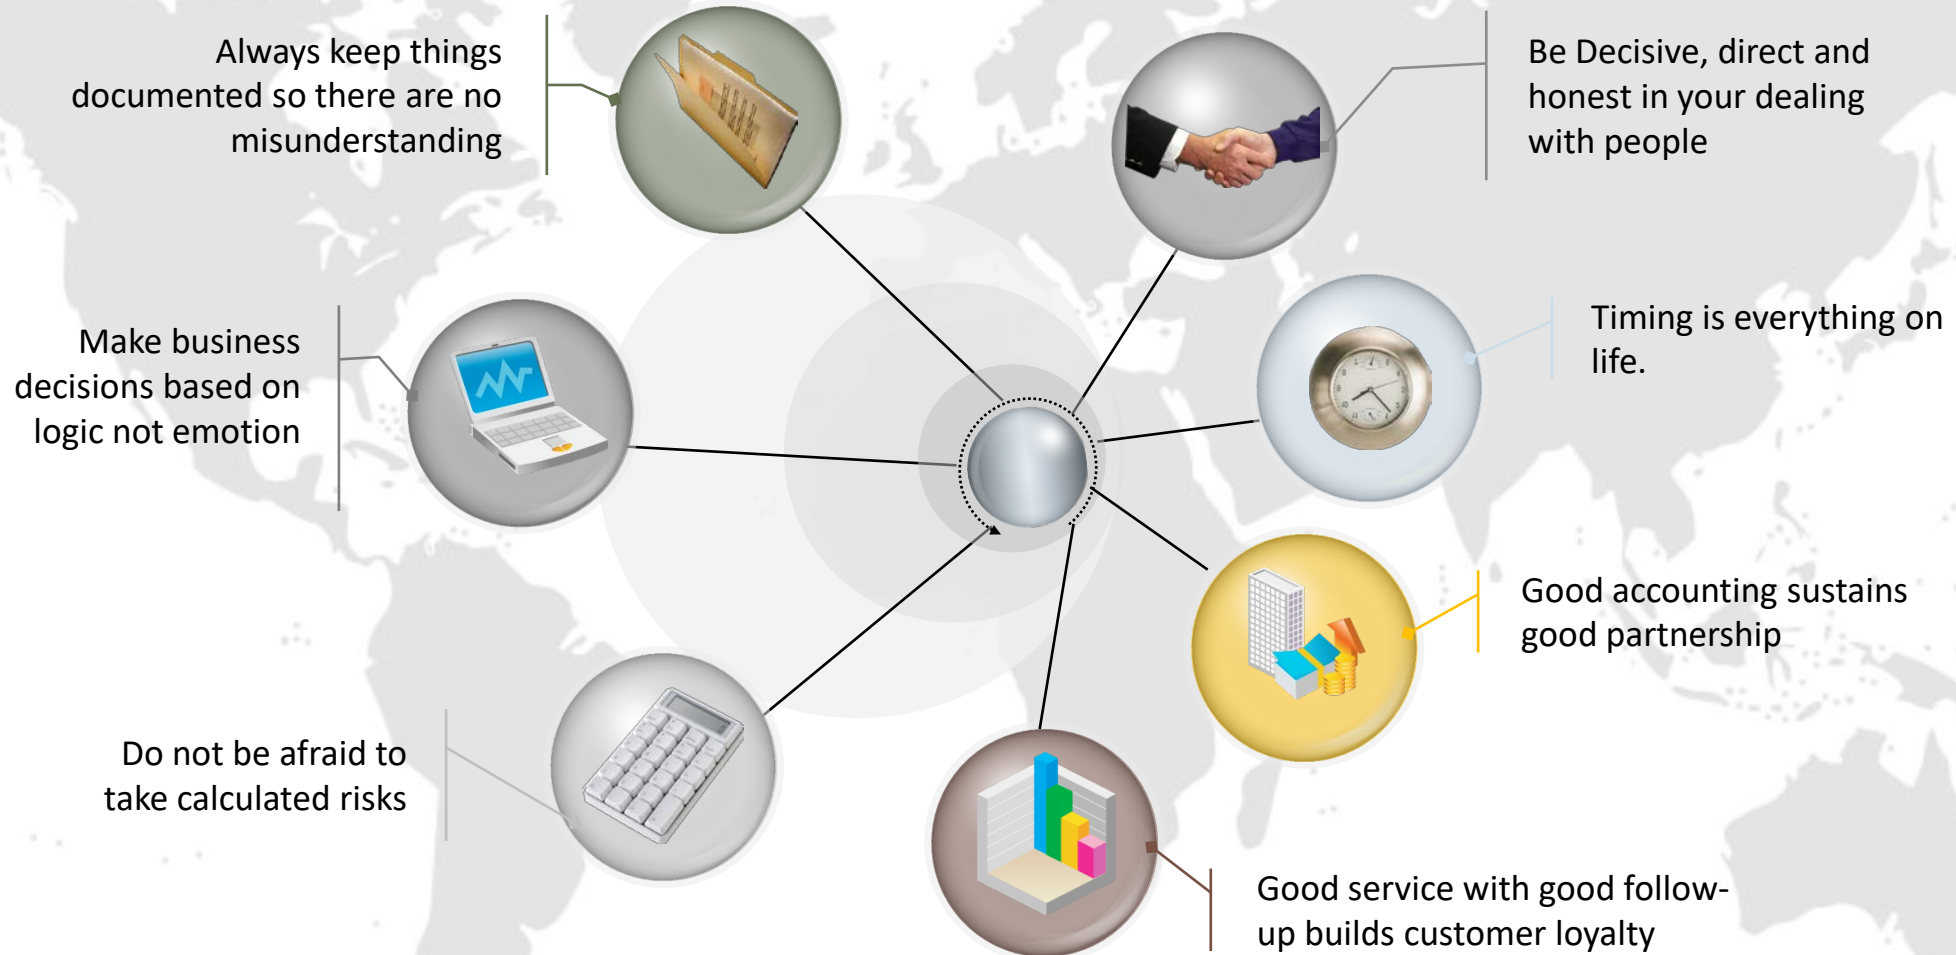 Always keep things
documented so there are no
misunderstanding
Be Decisive, direct and
honest in your dealing
with people
Make business
decisions based on
logic not emotion
Timing is everything on
life.
Good accounting sustains
good partnership
Do not be afraid to
take calculated risks
Good service with good follow-
up builds customer loyalty